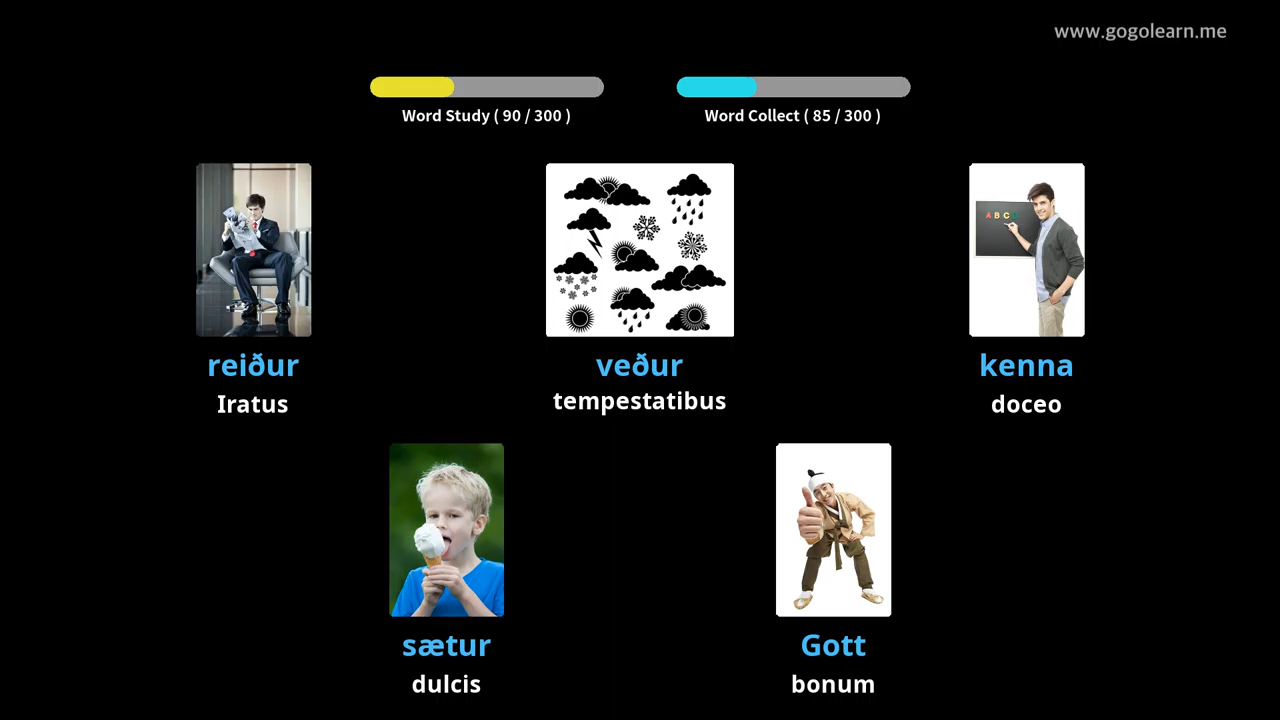 www.gogolearn.me
Word Study ( 90 / 300 )
Word Collect ( 85 / 300 )
reiður
Iratus
veður
tempestatibus
kenna
doceo
A B C D
sætur
dulcis
Gott
bonum